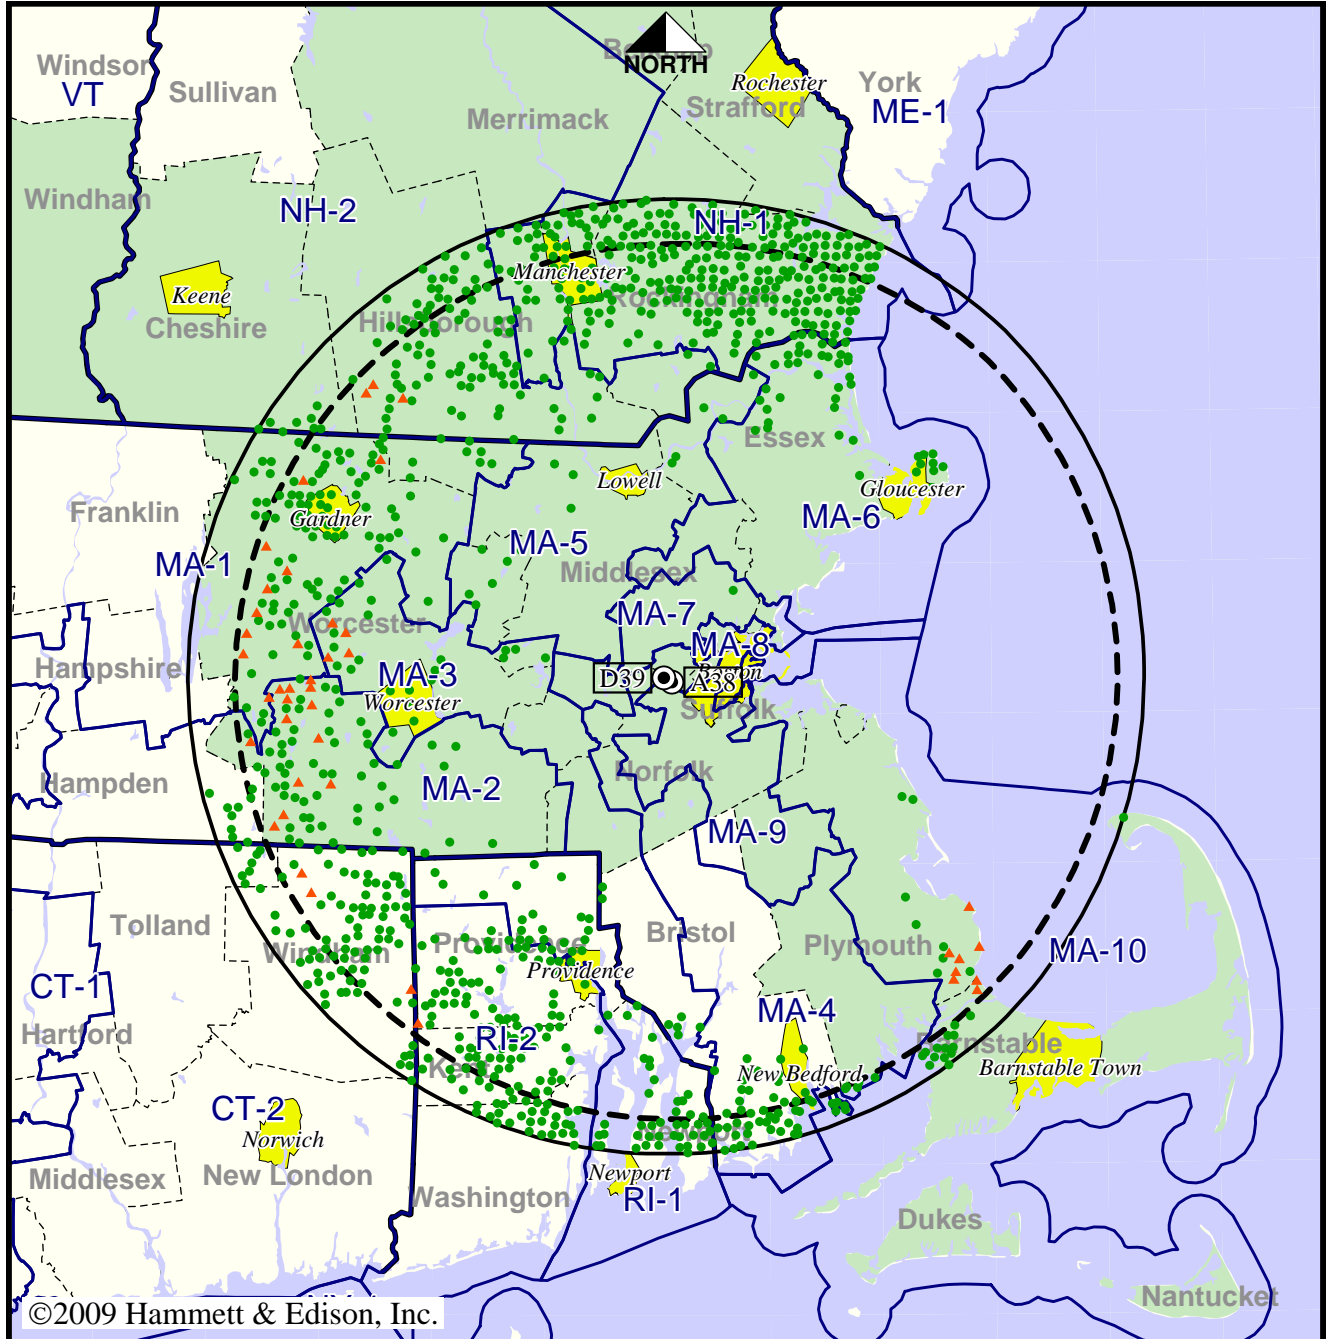 Windsor
VT
Sullivan
NORTH
Rochester
York
ME-1
Strafford
Merrimack
Windham
NH-2
NH-1
Manchester
Keene
Cheshire
Hillsborough
Rockingham
Essex
Lowell
Gloucester
MA-6
Franklin
Gardner
MA-5
MA-1
Middlesex
MA-7
Worcester
MA-8
Hampshire
MA-3
D39
A38
Boston
Worcester
Suffolk
Hampden
Norfolk
MA-2
MA-9
Tolland
Windham
Providence
Bristol
Plymouth
MA-10
Providence
CT-1
MA-4
Hartford
RI-2
Barnstable
Kent
New Bedford
Barnstable Town
CT-2
Norwich
Newport
Middlesex
New London
Newport
Washington
RI-1
Dukes
Nantucket
©2009 Hammett & Edison, Inc.